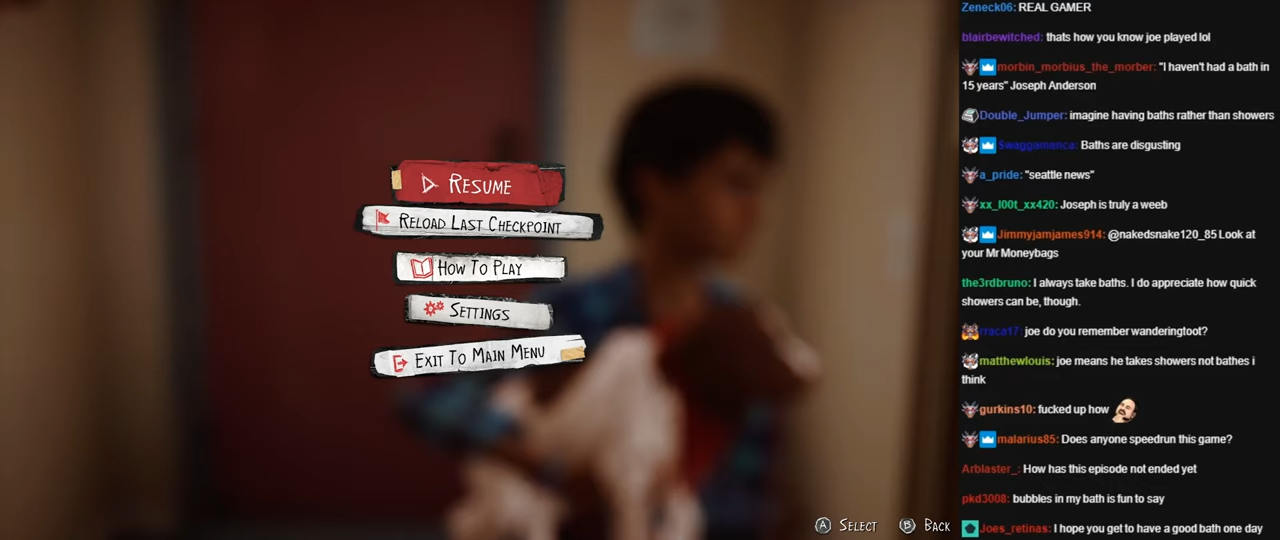 RESUME
RELOAD LAST CHECKPOINT
HOW TO PLAY
SETTINGS
EXIT TO MAIN MENU
A SELECT B BACK
Zeneck06: REAL GAMER
blairbewitched: thats how you know joe played lol
morbin_morbius_the_morber: "I haven't had a bath in
15 years" Joseph Anderson
Double_Jumper: imagine having baths rather than showers
Swaggamanca: Baths are disgusting
a_pride: "seattle news"
xx_l00t_xx420: Joseph is truly a weeb
Jimmyjamjames914: @nakedsnake120_85 Look at
your Mr Moneybags
the3rdbruno: I always take baths. I do appreciate how quick
showers can be, though.
rraca17: joe do you remember wanderingtoot?
matthewlouis: joe means he takes showers not bathes i
think
gurkins10: fucked up how
malarius85: Does anyone speedrun this game?
Arblaster_: How has this episode not ended yet
pkd3008: bubbles in my bath is fun to say
Joes_retinas: I hope you get to have a good bath one day